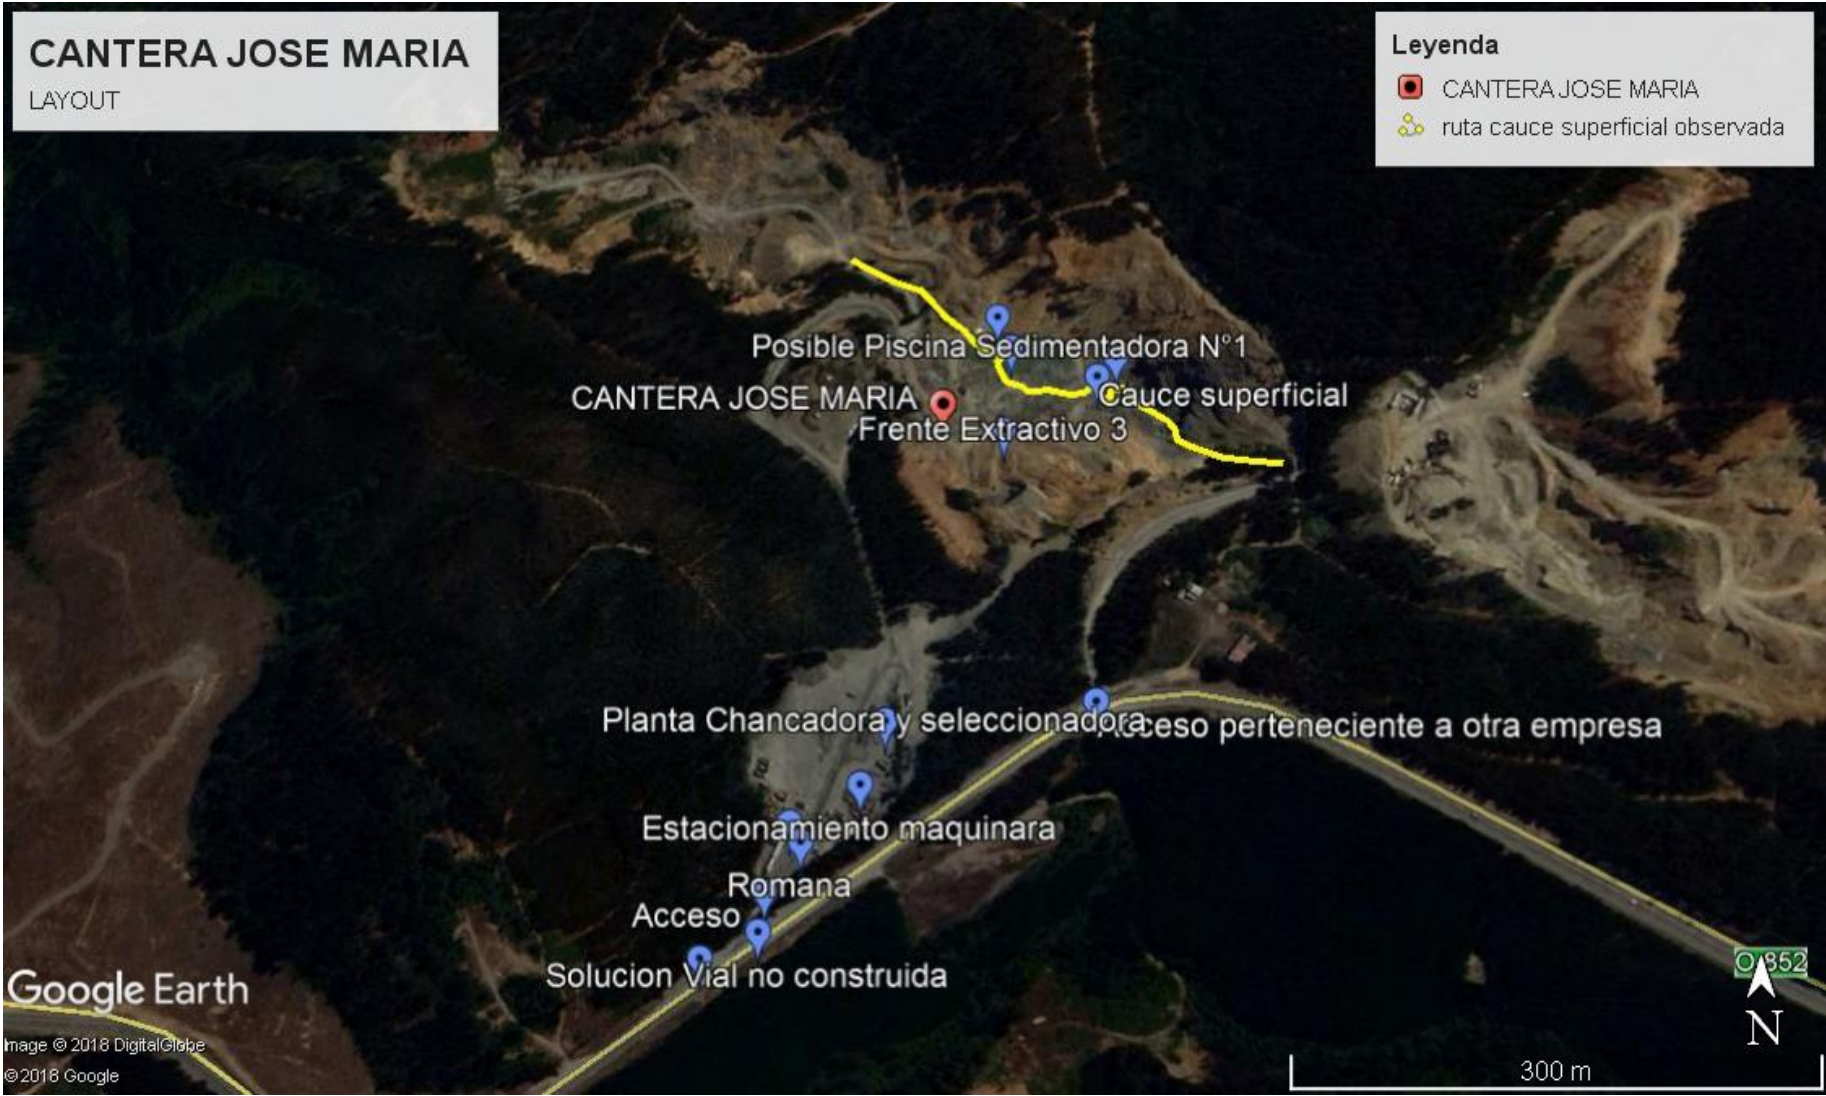 CANTERA JOSE MARIA
LAYOUT
Leyenda
CANTERA JOSE MARIA
ruta cauce superficial observada
Posible Piscina Sedimentadora N°1
CANTERA JOSE MARIA
Cauce superficial
Frente Extractivo 3
Planta Chancadora y seleccionadora
Acceso perteneciente a otra empresa
Estacionamiento maquinara
Romana
Acceso
Solucion Vial no construida
O-852
N
Google Earth
Image © 2018 DigitalGlobe
© 2018 Google
300 m